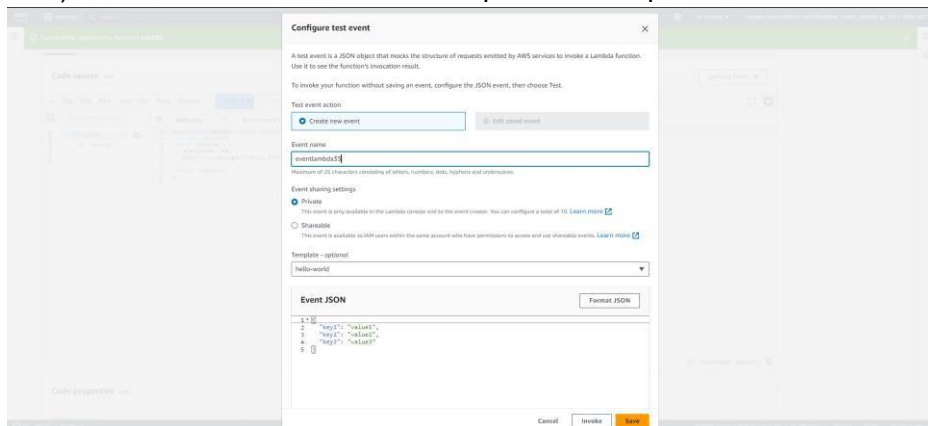 Configure test event
A test event is a JSON object that mocks the structure of requests emitted by AWS services to invoke a Lambda function.
Use it to see the function's invocation result.
To invoke your function without saving an event, configure the JSON event, then choose Test.
Test event action
Create new event
Edit saved event
Event name
eventlambda35
Maximum of 25 characters consisting of letters, numbers, dots, hyphens and underscores.
Event sharing settings
Private
This event is only available in the Lambda console and to the event creator. You can configure a total of 10. Learn more
Shareable
This event is available to IAM users within the same account who have permissions to access and use shareable events. Learn more
Template - optional
hello-world
Event JSON
Format JSON
1 {
2 "key1": "value1",
3 "key2": "value2",
4 "key3": "value3"
5 }
Code source
Code properties
Cancel
Invoke
Save